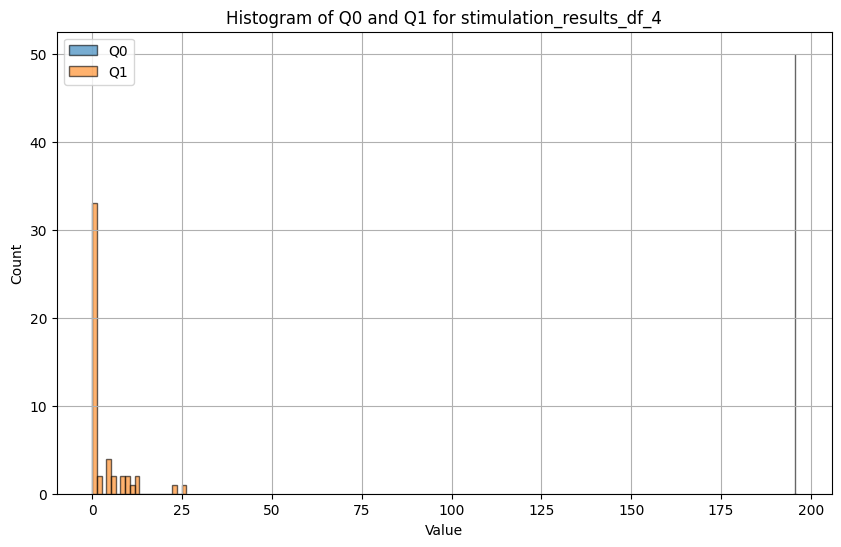 Histogram of Q0 and Q1 for stimulation_results_df_4
Q0
Q1
50
40
30
20
10
0
Count
0 25 50 75 100 125 150 175 200
Value